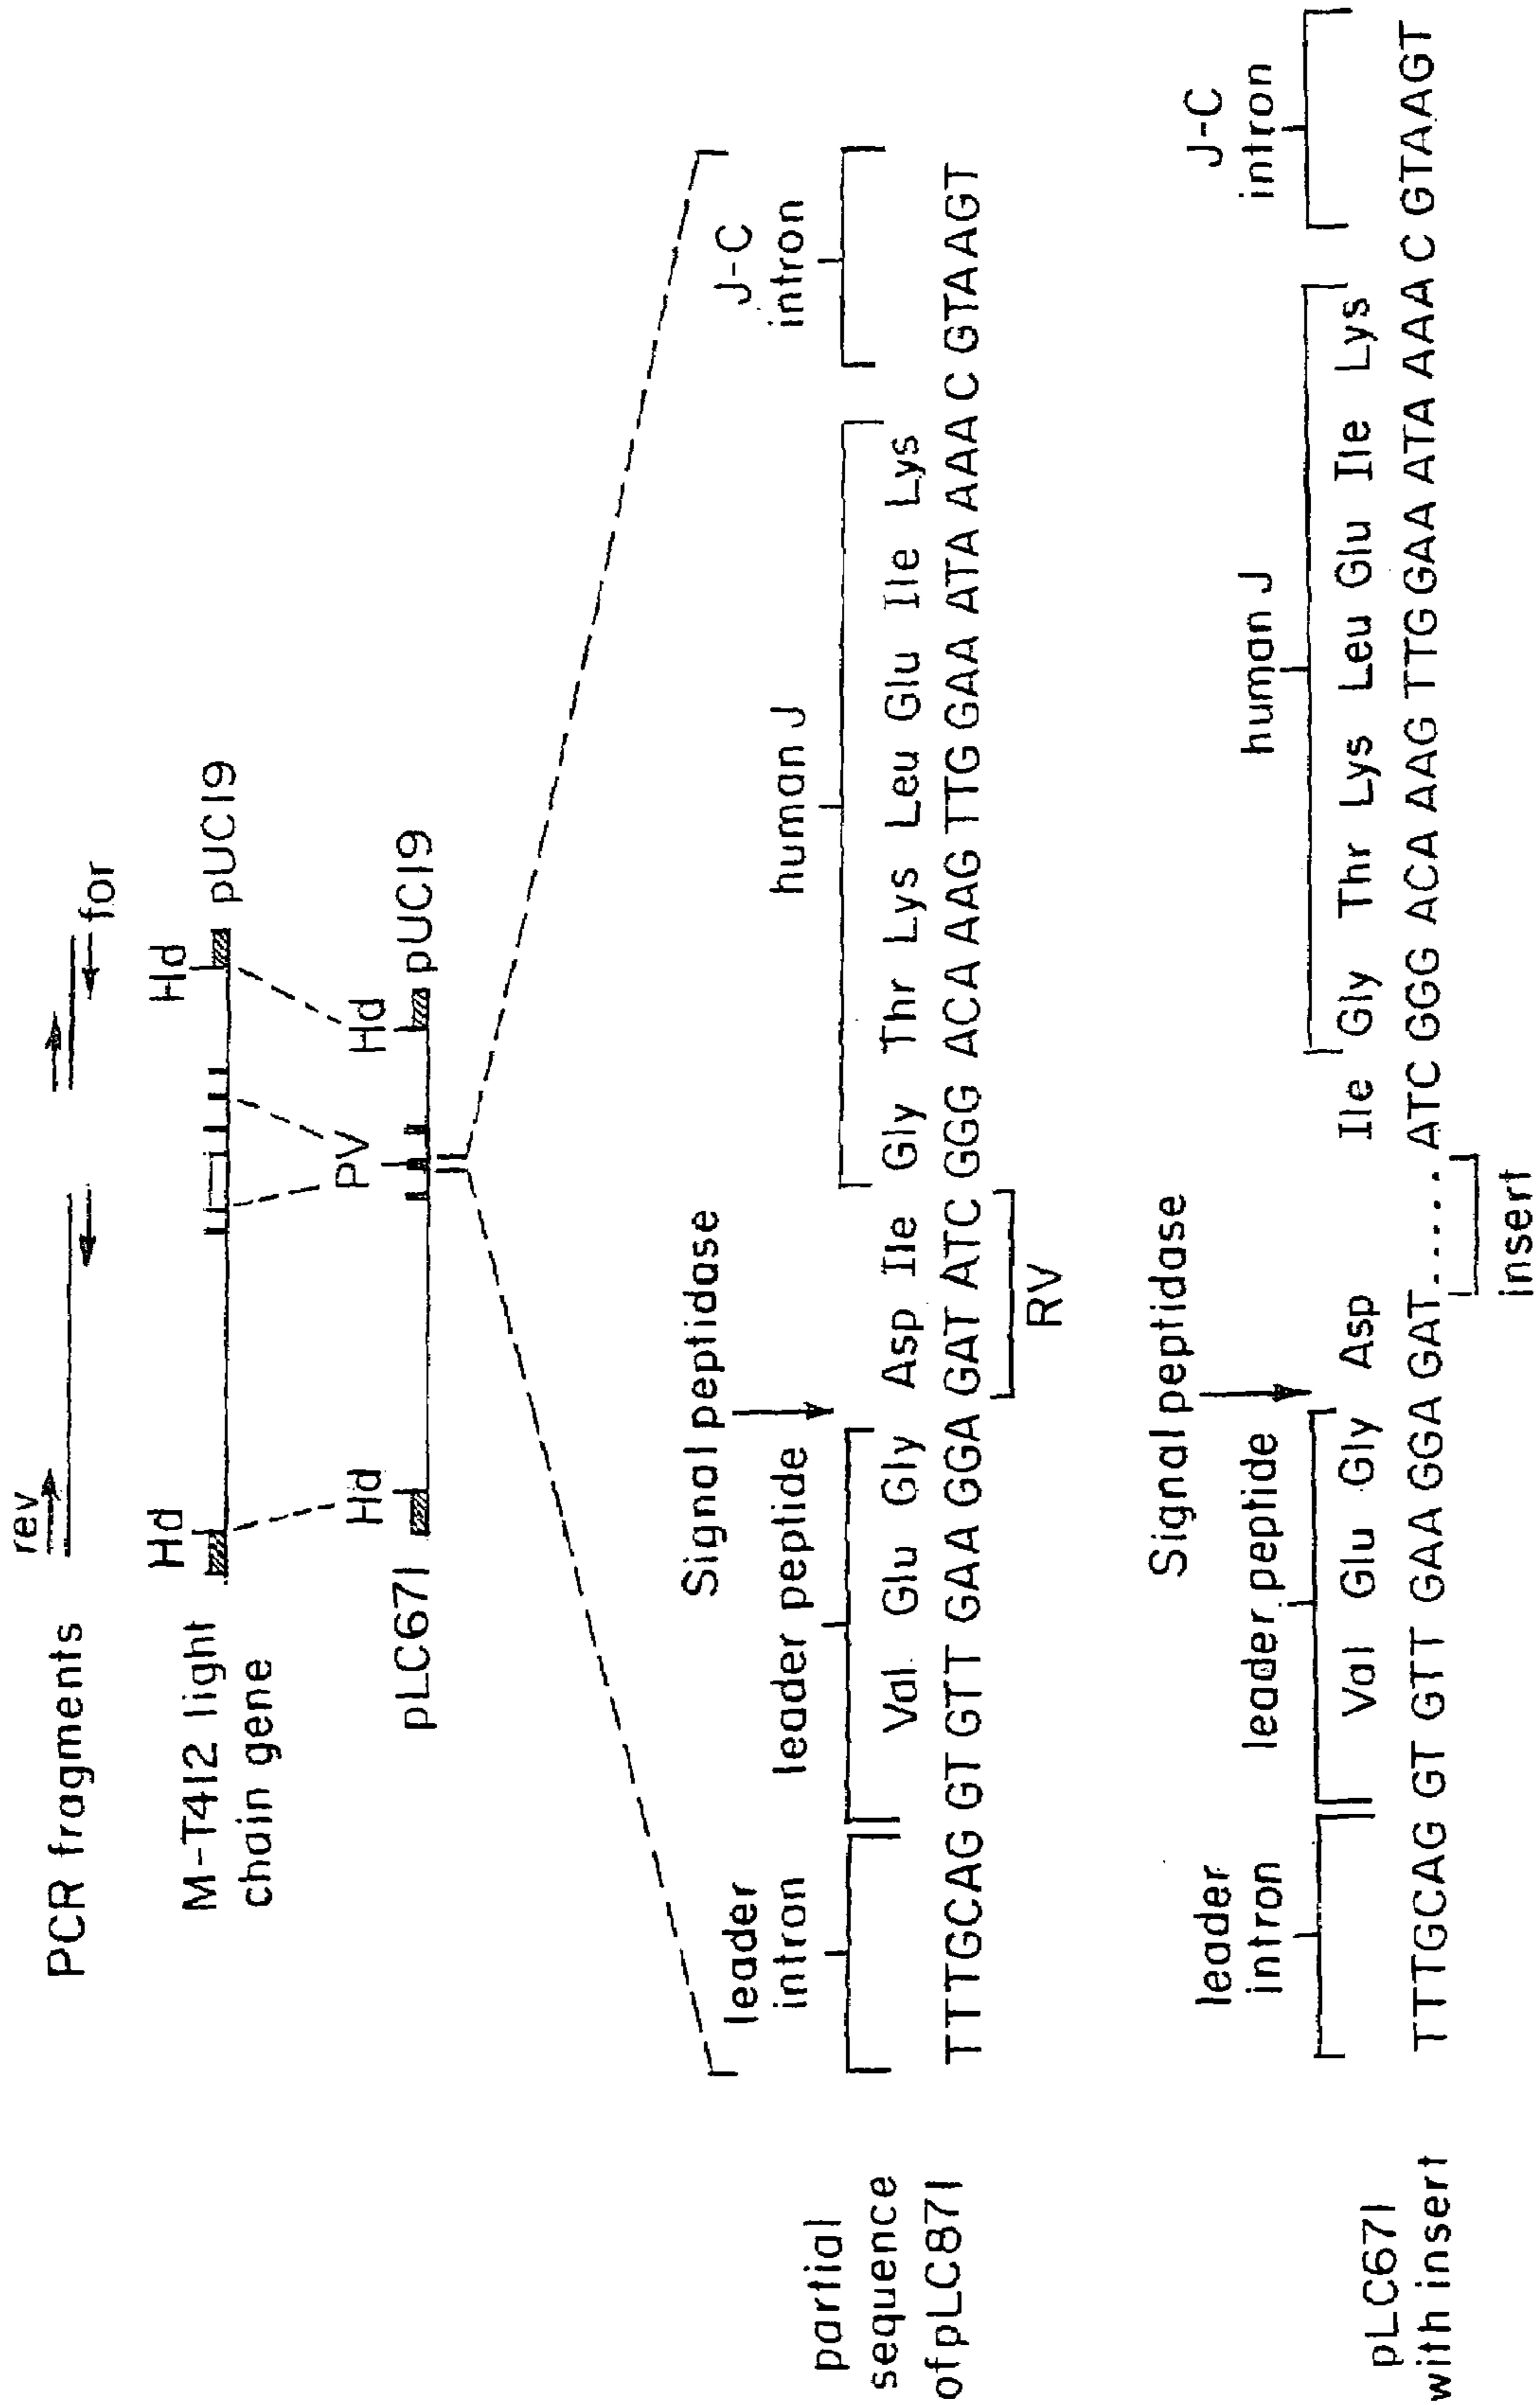 PCR fragments
rev
for
M-T412 light
chain gene
Hd
Hd
pUC19
PV
pLC671
Hd
Hd
pUC19
partial
sequence
of pLC871
leader
intron
leader peptide
Signal peptidase
human J
J-C
intron
Val Glu Gly Asp Ile Gly Thr Lys Leu Glu Ile Lys
TTTGCAG GT GTT GAA GGA GAT ATC GGG ACA AAG TTG GAA ATA AAA C GTAAGT
RV
pLC671
with insert
leader
intron
leader peptide
Signal peptidase
human J
J-C
intron
Val Glu Gly Asp Ile Gly Thr Lys Leu Glu Ile Lys
TTTGCAG GT GTT GAA GGA GAT.....ATC GGG ACA AAG TTG GAA ATA AAA C GTAAGT
insert